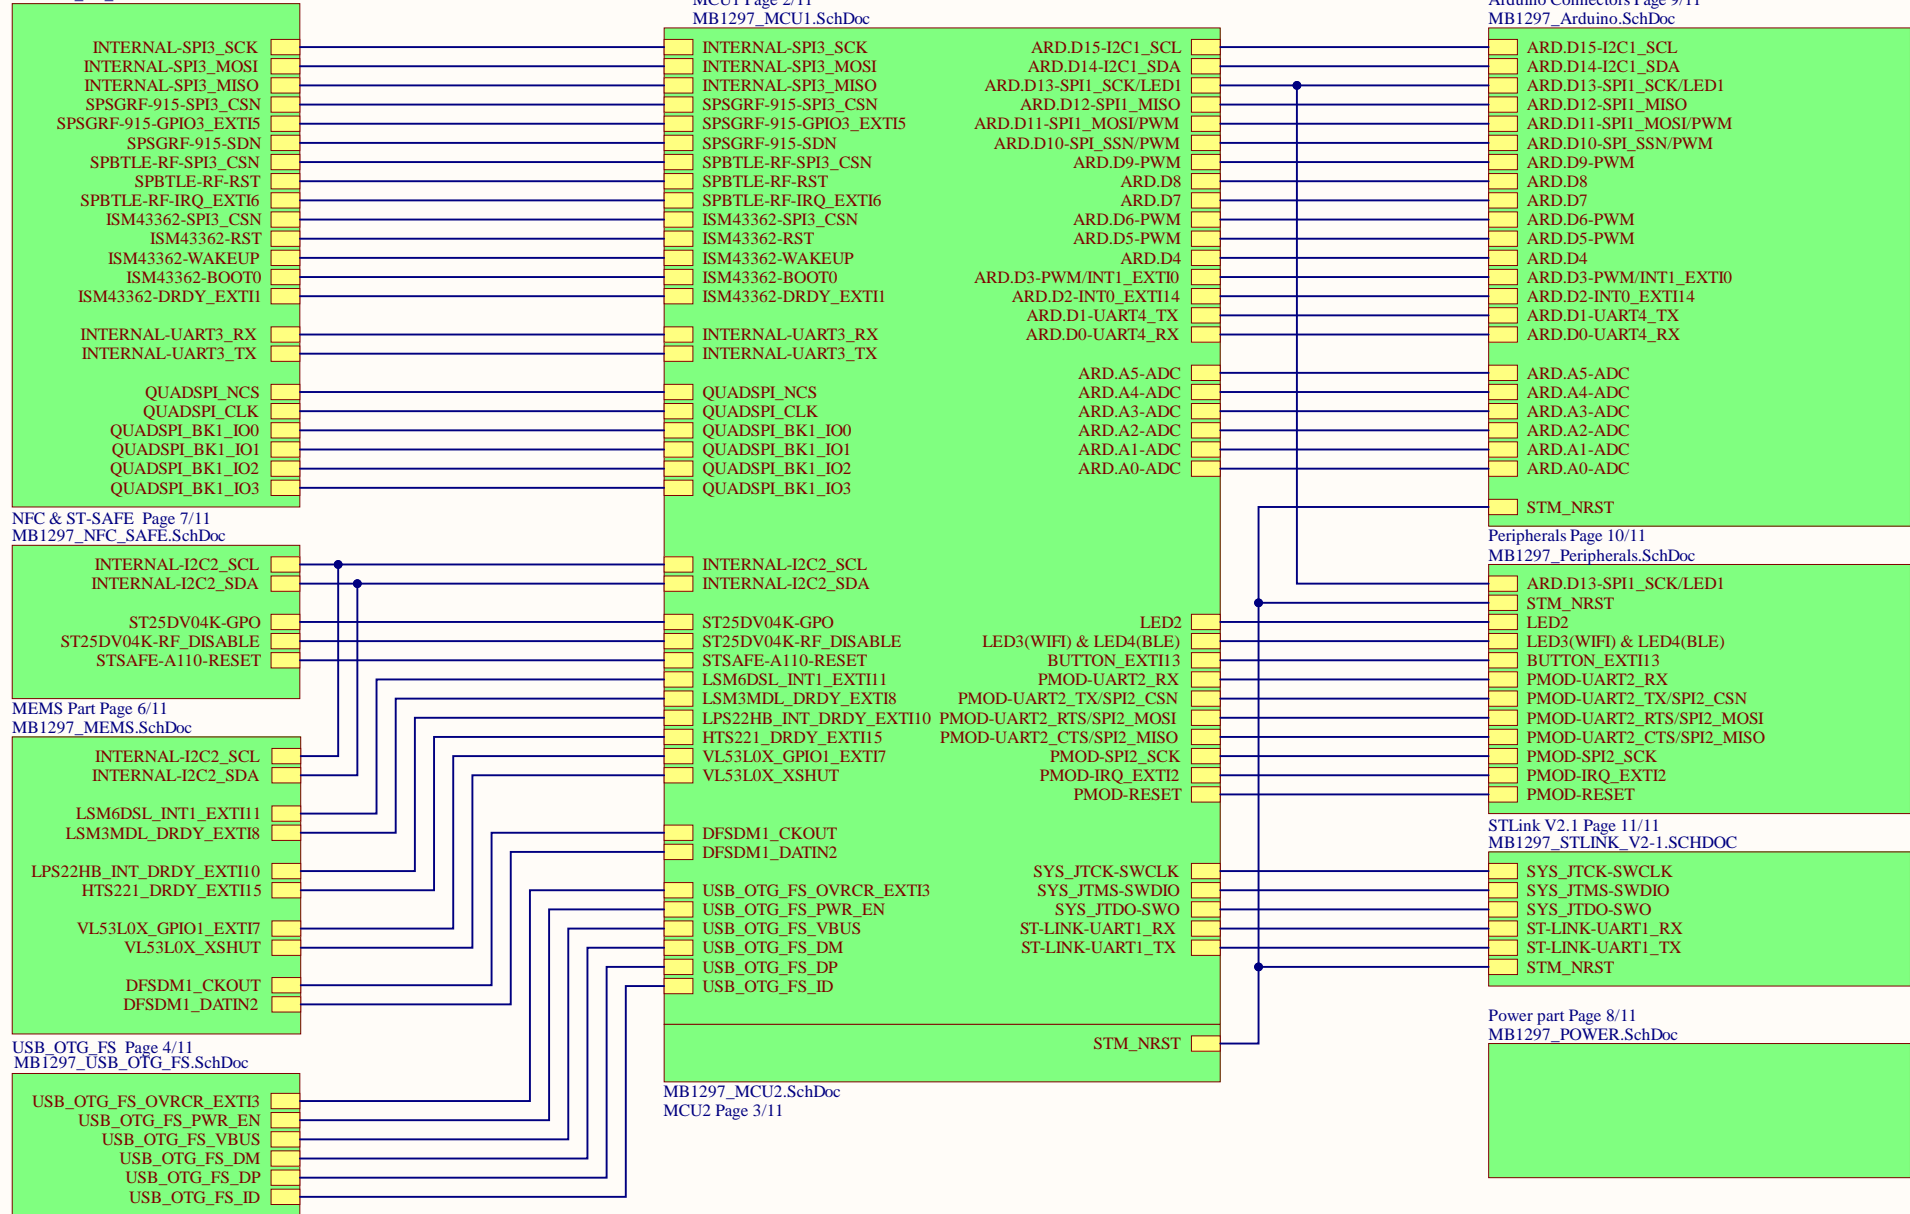 INTERNAL-SPI3_SCK
INTERNAL-SPI3_MOSI
INTERNAL-SPI3_MISO
SPSGRF-915-SPI3_CSN
SPSGRF-915-GPIO3_EXTI5
SPSGRF-915-SDN
SPBTLE-RF-SPI3_CSN
SPBTLE-RF-RST
SPBTLE-RF-IRQ_EXTI6
ISM43362-SPI3_CSN
ISM43362-RST
ISM43362-WAKEUP
ISM43362-BOOT0
ISM43362-DRDY_EXTI1
INTERNAL-UART3_RX
INTERNAL-UART3_TX
QUADSPI_NCS
QUADSPI_CLK
QUADSPI_BK1_IO0
QUADSPI_BK1_IO1
QUADSPI_BK1_IO2
QUADSPI_BK1_IO3
NFC & ST-SAFE Page 7/11
MB1297_NFC_SAFE.SchDoc
INTERNAL-I2C2_SCL
INTERNAL-I2C2_SDA
ST25DV04K-GPO
ST25DV04K-RF_DISABLE
STSAFE-A110-RESET
MEMS Part Page 6/11
MB1297_MEMS.SchDoc
INTERNAL-I2C2_SCL
INTERNAL-I2C2_SDA
LSM6DSL_INT1_EXTI11
LSM3MDL_DRDY_EXTI8
LPS22HB_INT_DRDY_EXTI10
HTS221_DRDY_EXTI15
VL53L0X_GPIO1_EXTI7
VL53L0X_XSHUT
DFSDM1_CKOUT
DFSDM1_DATIN2
USB_OTG_FS Page 4/11
MB1297_USB_OTG_FS.SchDoc
USB_OTG_FS_OVRCR_EXTI3
USB_OTG_FS_PWR_EN
USB_OTG_FS_VBUS
USB_OTG_FS_DM
USB_OTG_FS_DP
USB_OTG_FS_ID
MCU1 Page 2/11
MB1297_MCU1.SchDoc
INTERNAL-SPI3_SCK
INTERNAL-SPI3_MOSI
INTERNAL-SPI3_MISO
SPSGRF-915-SPI3_CSN
SPSGRF-915-GPIO3_EXTI5
SPSGRF-915-SDN
SPBTLE-RF-SPI3_CSN
SPBTLE-RF-RST
SPBTLE-RF-IRQ_EXTI6
ISM43362-SPI3_CSN
ISM43362-RST
ISM43362-WAKEUP
ISM43362-BOOT0
ISM43362-DRDY_EXTI1
INTERNAL-UART3_RX
INTERNAL-UART3_TX
QUADSPI_NCS
QUADSPI_CLK
QUADSPI_BK1_IO0
QUADSPI_BK1_IO1
QUADSPI_BK1_IO2
QUADSPI_BK1_IO3
INTERNAL-I2C2_SCL
INTERNAL-I2C2_SDA
ST25DV04K-GPO
ST25DV04K-RF_DISABLE
STSAFE-A110-RESET
LSM6DSL_INT1_EXTI11
LSM3MDL_DRDY_EXTI8
LPS22HB_INT_DRDY_EXTI10
HTS221_DRDY_EXTI15
VL53L0X_GPIO1_EXTI7
VL53L0X_XSHUT
DFSDM1_CKOUT
DFSDM1_DATIN2
USB_OTG_FS_OVRCR_EXTI3
USB_OTG_FS_PWR_EN
USB_OTG_FS_VBUS
USB_OTG_FS_DM
USB_OTG_FS_DP
USB_OTG_FS_ID
ARD.D15-I2C1_SCL
ARD.D14-I2C1_SDA
ARD.D13-SPI1_SCK/LED1
ARD.D12-SPI1_MISO
ARD.D11-SPI1_MOSI/PWM
ARD.D10-SPI_SSN/PWM
ARD.D9-PWM
ARD.D8
ARD.D7
ARD.D6-PWM
ARD.D5-PWM
ARD.D4
ARD.D3-PWM/INT1_EXTI0
ARD.D2-INT0_EXTI14
ARD.D1-UART4_TX
ARD.D0-UART4_RX
ARD.A5-ADC
ARD.A4-ADC
ARD.A3-ADC
ARD.A2-ADC
ARD.A1-ADC
ARD.A0-ADC
LED2
LED3(WIFI) & LED4(BLE)
BUTTON_EXTI13
PMOD-UART2_RX
PMOD-UART2_TX/SPI2_CSN
PMOD-UART2_RTS/SPI2_MOSI
PMOD-UART2_CTS/SPI2_MISO
PMOD-SPI2_SCK
PMOD-IRQ_EXTI2
PMOD-RESET
SYS_JTCK-SWCLK
SYS_JTMS-SWDIO
SYS_JTDO-SWO
ST-LINK-UART1_RX
ST-LINK-UART1_TX
STM_NRST
MB1297_MCU2.SchDoc
MCU2 Page 3/11
Arduino Connectors Page 9/11
MB1297_Arduino.SchDoc
ARD.D15-I2C1_SCL
ARD.D14-I2C1_SDA
ARD.D13-SPI1_SCK/LED1
ARD.D12-SPI1_MISO
ARD.D11-SPI1_MOSI/PWM
ARD.D10-SPI_SSN/PWM
ARD.D9-PWM
ARD.D8
ARD.D7
ARD.D6-PWM
ARD.D5-PWM
ARD.D4
ARD.D3-PWM/INT1_EXTI0
ARD.D2-INT0_EXTI14
ARD.D1-UART4_TX
ARD.D0-UART4_RX
ARD.A5-ADC
ARD.A4-ADC
ARD.A3-ADC
ARD.A2-ADC
ARD.A1-ADC
ARD.A0-ADC
STM_NRST
Peripherals Page 10/11
MB1297_Peripherals.SchDoc
ARD.D13-SPI1_SCK/LED1
STM_NRST
LED2
LED3(WIFI) & LED4(BLE)
BUTTON_EXTI13
PMOD-UART2_RX
PMOD-UART2_TX/SPI2_CSN
PMOD-UART2_RTS/SPI2_MOSI
PMOD-UART2_CTS/SPI2_MISO
PMOD-SPI2_SCK
PMOD-IRQ_EXTI2
PMOD-RESET
STLink V2.1 Page 11/11
MB1297_STLINK_V2-1.SCHDOC
SYS_JTCK-SWCLK
SYS_JTMS-SWDIO
SYS_JTDO-SWO
ST-LINK-UART1_RX
ST-LINK-UART1_TX
STM_NRST
Power part Page 8/11
MB1297_POWER.SchDoc